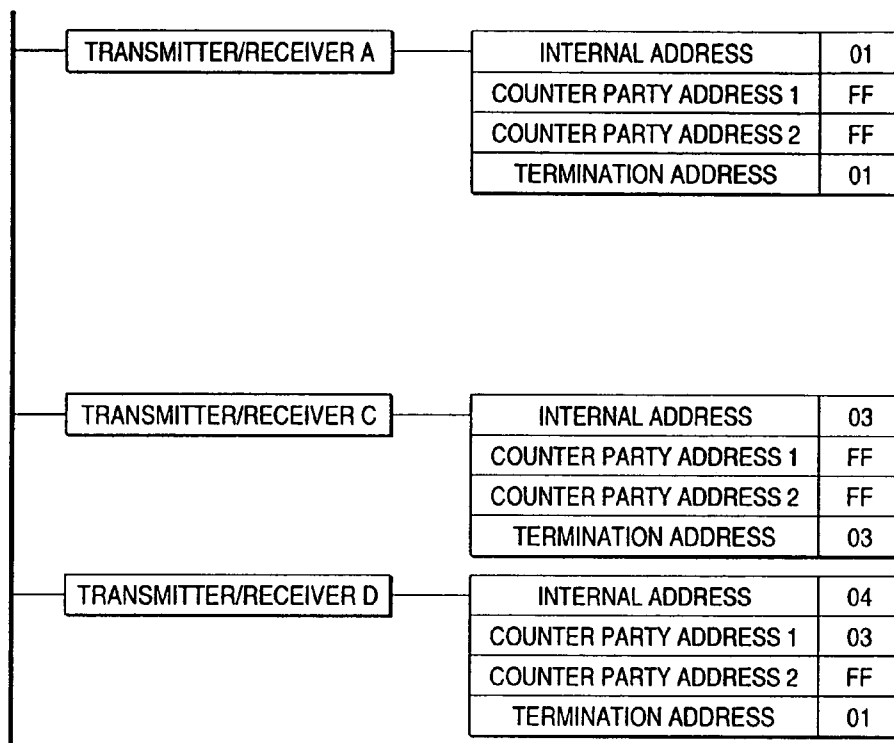 TRANSMITTER/RECEIVER A
INTERNAL ADDRESS 01
COUNTER PARTY ADDRESS 1 FF
COUNTER PARTY ADDRESS 2 FF
TERMINATION ADDRESS 01
TRANSMITTER/RECEIVER C
INTERNAL ADDRESS 03
COUNTER PARTY ADDRESS 1 FF
COUNTER PARTY ADDRESS 2 FF
TERMINATION ADDRESS 03
TRANSMITTER/RECEIVER D
INTERNAL ADDRESS 04
COUNTER PARTY ADDRESS 1 03
COUNTER PARTY ADDRESS 2 FF
TERMINATION ADDRESS 01